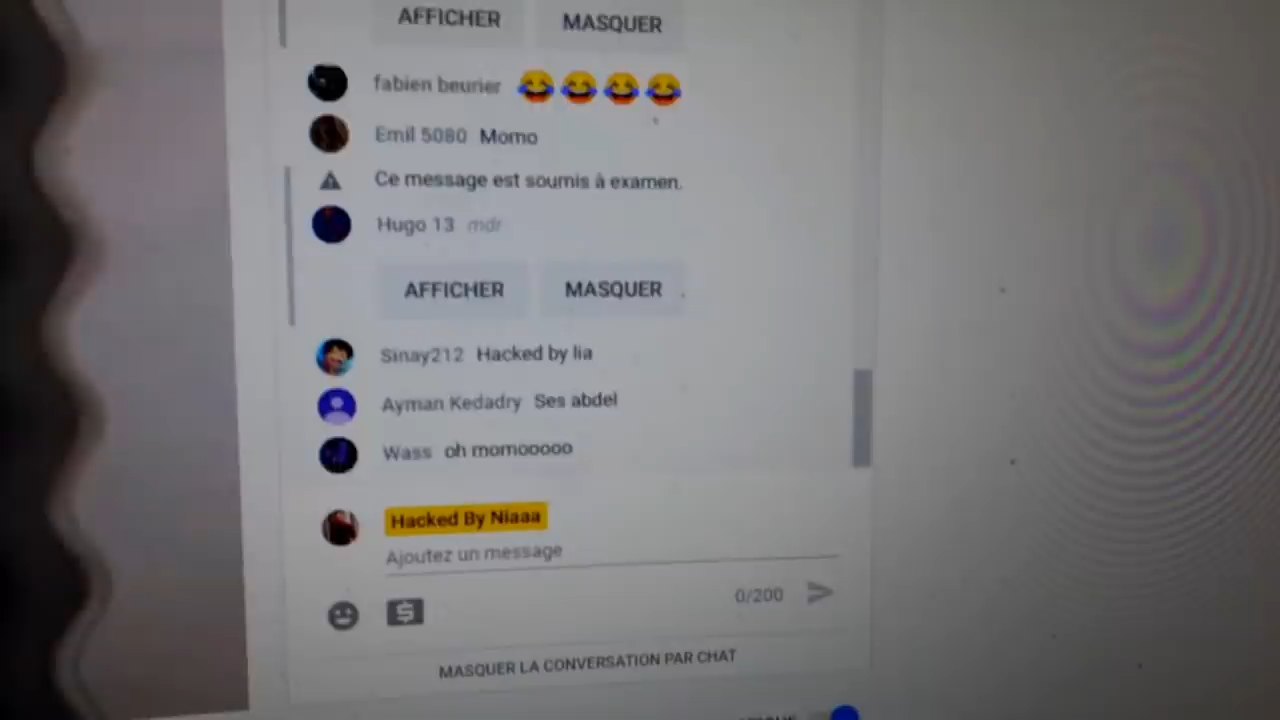 AFFICHER MASQUER
fabien beurier 😂😂😂😂
Emil 5080 Momo
Ce message est soumis à examen.
Hugo 13 mdr
AFFICHER MASQUER
Sinay212 Hacked by lia
Ayman Kedadry Ses abdel
Wass oh momooooo
Hacked By Niaaa
Ajoutez un message
0/200
MASQUER LA CONVERSATION PAR CHAT